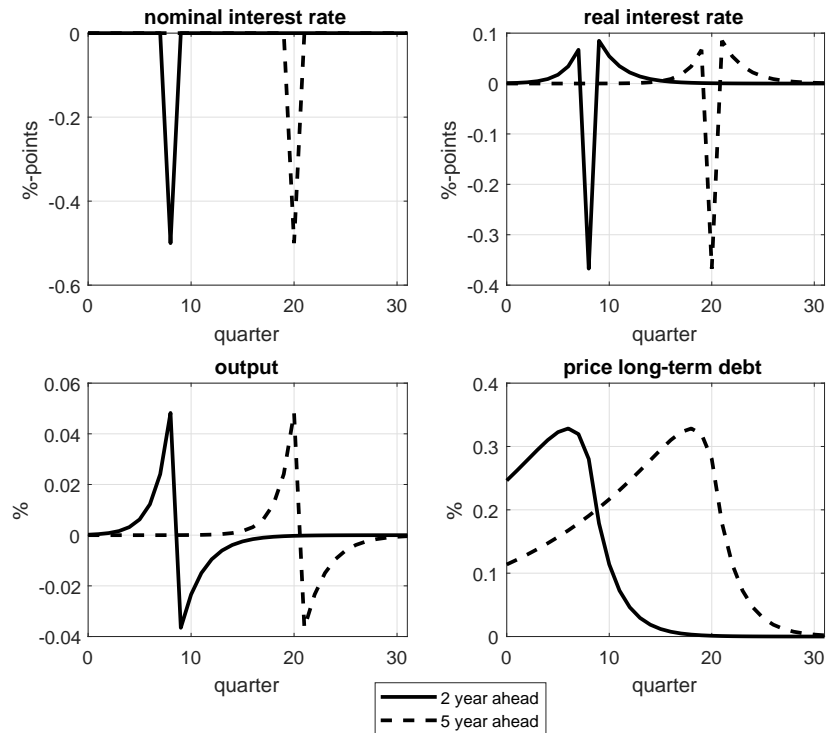 nominal interest rate
0
-0.2
-0.4
-0.6
%-points
0 10 20 30
quarter
real interest rate
0.1
0
-0.1
-0.2
-0.3
-0.4
%-points
0 10 20 30
quarter
output
0.06
0.04
0.02
0
-0.02
-0.04
%
0 10 20 30
quarter
price long-term debt
0.4
0.3
0.2
0.1
0
%
0 10 20 30
quarter
2 year ahead
5 year ahead